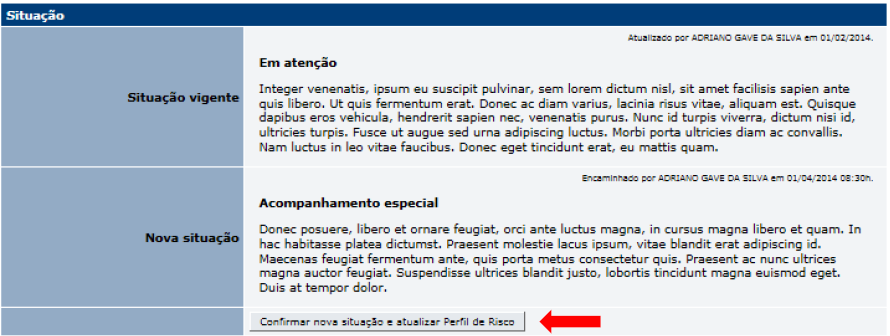 Situação
Atualizado por ADRIANO GAVE DA SILVA em 01/02/2014.
Em atenção
Situação vigente
Integer venenatis, ipsum eu suscipit pulvinar, sem lorem dictum nisl, sit amet facilisis sapien ante
quis libero. Ut quis fermentum erat. Donec ac diam varius, lacinia risus vitae, aliquam est. Quisque
dapibus eros vehicula, hendrerit sapien nec, venenatis purus. Nunc id turpis viverra, dictum nisi id,
ultricies turpis. Fusce ut augue sed urna adipiscing luctus. Morbi porta ultricies diam ac convallis.
Nam luctus in leo vitae faucibus. Donec eget tincidunt erat, eu mattis quam.
Encaminhado por ADRIANO GAVE DA SILVA em 01/04/2014 08:30h.
Acompanhamento especial
Nova situação
Donec posuere, libero et ornare feugiat, orci ante luctus magna, in cursus magna libero et quam. In
hac habitasse platea dictumst. Praesent molestie lacus ipsum, vitae blandit erat adipiscing id.
Maecenas feugiat fermentum ante, quis porta metus consectetur quis. Praesent ac nunc ultrices
magna auctor feugiat. Suspendisse ultrices blandit justo, lobortis tincidunt magna euismod eget.
Duis at tempor dolor.
Confirmar nova situação e atualizar Perfil de Risco